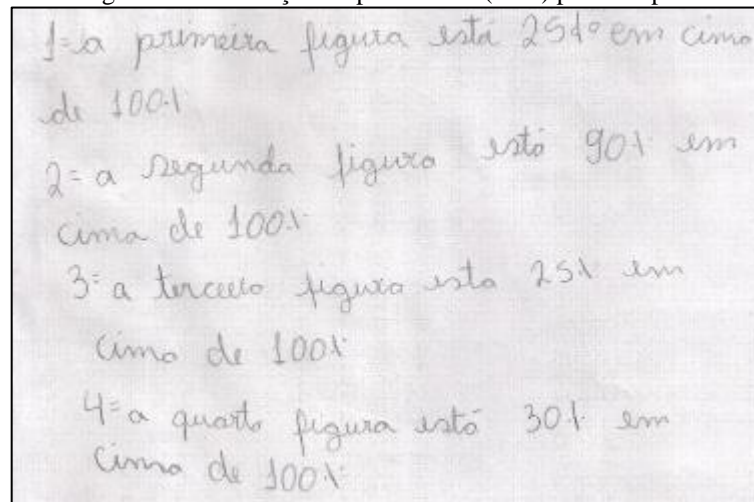 1= a primeira figura está 25% em cima
de 100%
2= a segunda figura está 90% em
cima de 100%
3= a figura esta 25% em
cima de 100%
4= a quarta figura está 30% em
cima de 100%